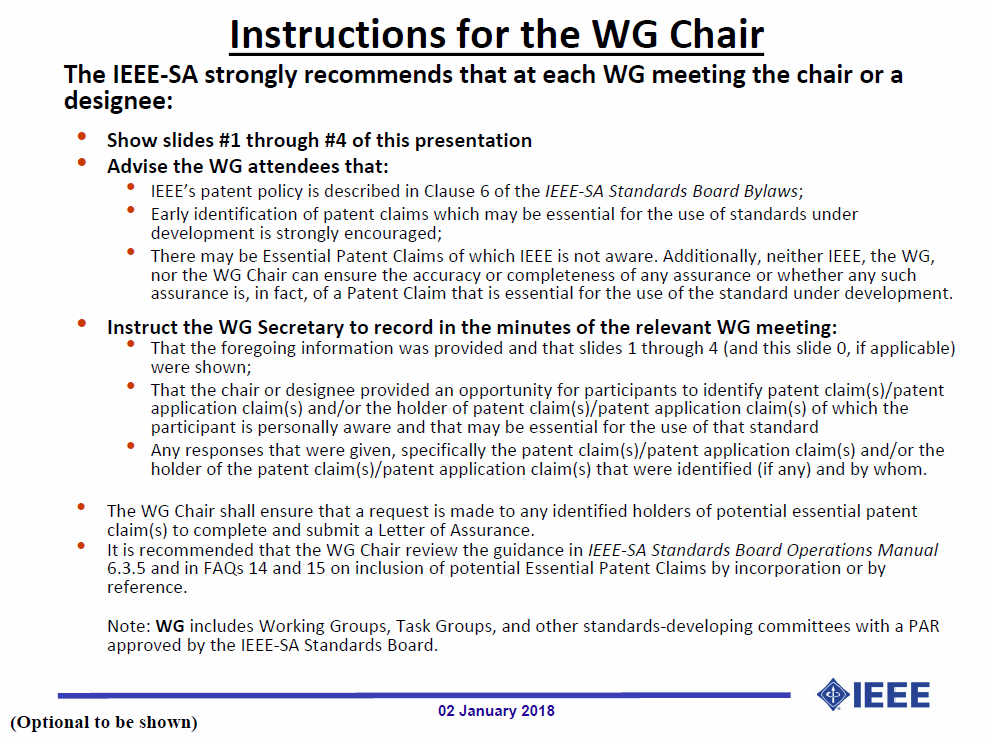 Instructions for the WG Chair
The IEEE-SA strongly recommends that at each WG meeting the chair or a
designee:
• Show slides #1 through #4 of this presentation
• Advise the WG attendees that:
• IEEE’s patent policy is described in Clause 6 of the IEEE-SA Standards Board Bylaws;
• Early identification of patent claims which may be essential for the use of standards under
development is strongly encouraged;
• There may be Essential Patent Claims of which IEEE is not aware. Additionally, neither IEEE, the WG,
nor the WG Chair can ensure the accuracy or completeness of any assurance or whether any such
assurance is, in fact, of a Patent Claim that is essential for the use of the standard under development.
• Instruct the WG Secretary to record in the minutes of the relevant WG meeting:
• That the foregoing information was provided and that slides 1 through 4 (and this slide 0, if applicable)
were shown;
• That the chair or designee provided an opportunity for participants to identify patent claim(s)/patent
application claim(s) and/or the holder of patent claim(s)/patent application claim(s) of which the
participant is personally aware and that may be essential for the use of that standard
• Any responses that were given, specifically the patent claim(s)/patent application claim(s) and/or the
holder of the patent claim(s)/patent application claim(s) that were identified (if any) and by whom.
• The WG Chair shall ensure that a request is made to any identified holders of potential essential patent
claim(s) to complete and submit a Letter of Assurance.
• It is recommended that the WG Chair review the guidance in IEEE-SA Standards Board Operations Manual
6.3.5 and in FAQs 14 and 15 on inclusion of potential Essential Patent Claims by incorporation or by
reference.
Note: WG includes Working Groups, Task Groups, and other standards-developing committees with a PAR
approved by the IEEE-SA Standards Board.
IEEE
02 January 2018
(Optional to be shown)